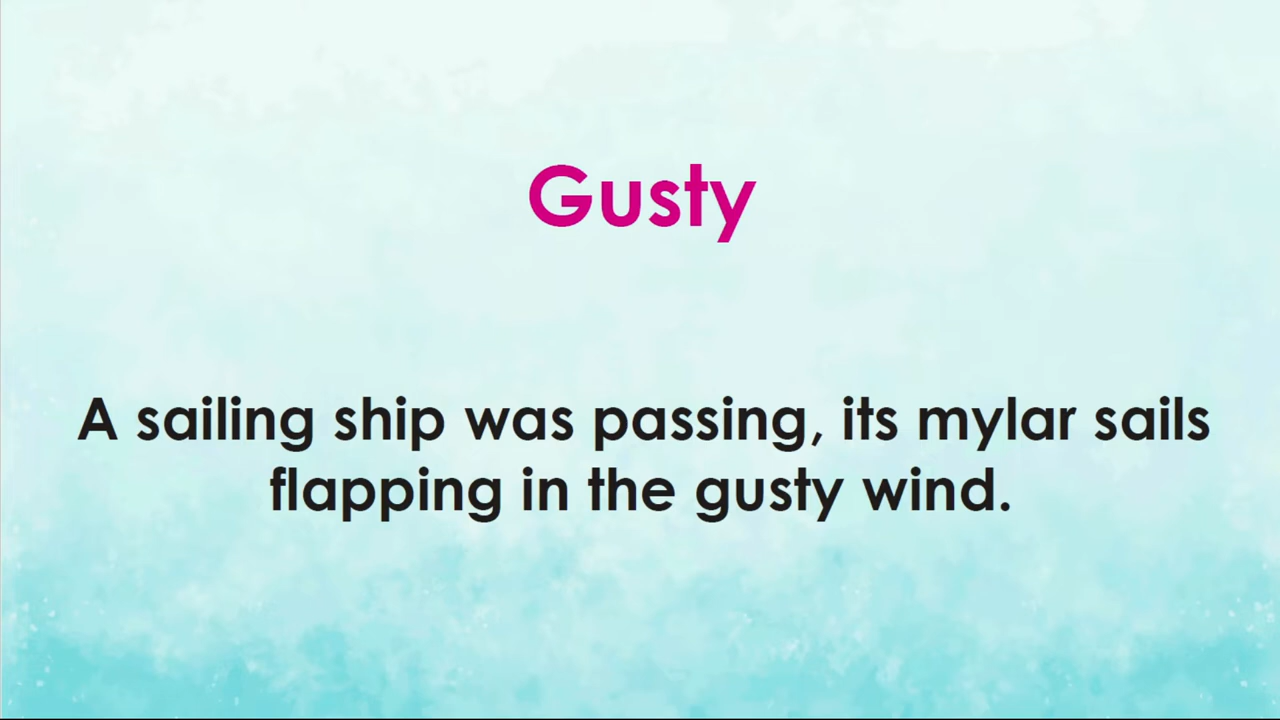 Gusty
A sailing ship was passing, its mylar sails
flapping in the gusty wind.